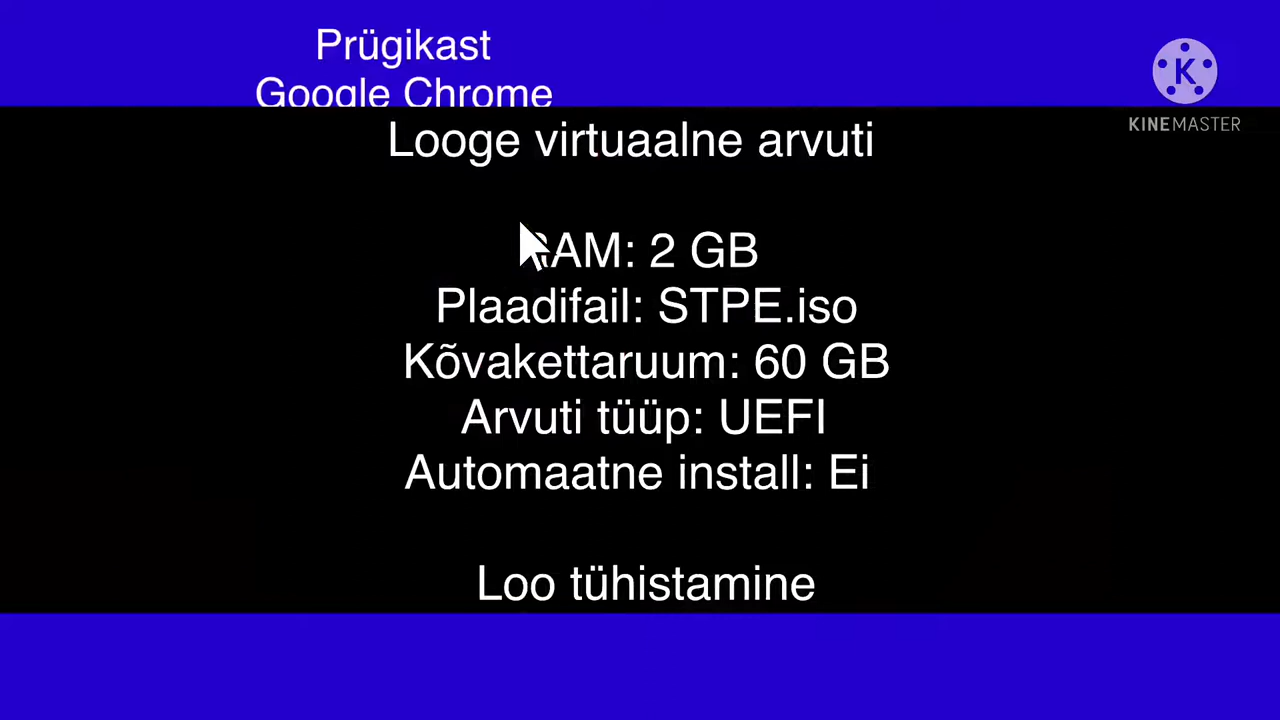 Prügikast
Google Chrome
KINEMASTER
Looge virtuaalne arvuti
RAM: 2 GB
Plaadifail: STPE.iso
Kõvakettaruum: 60 GB
Arvuti tüüp: UEFI
Automaatne install: Ei
Loo tühistamine